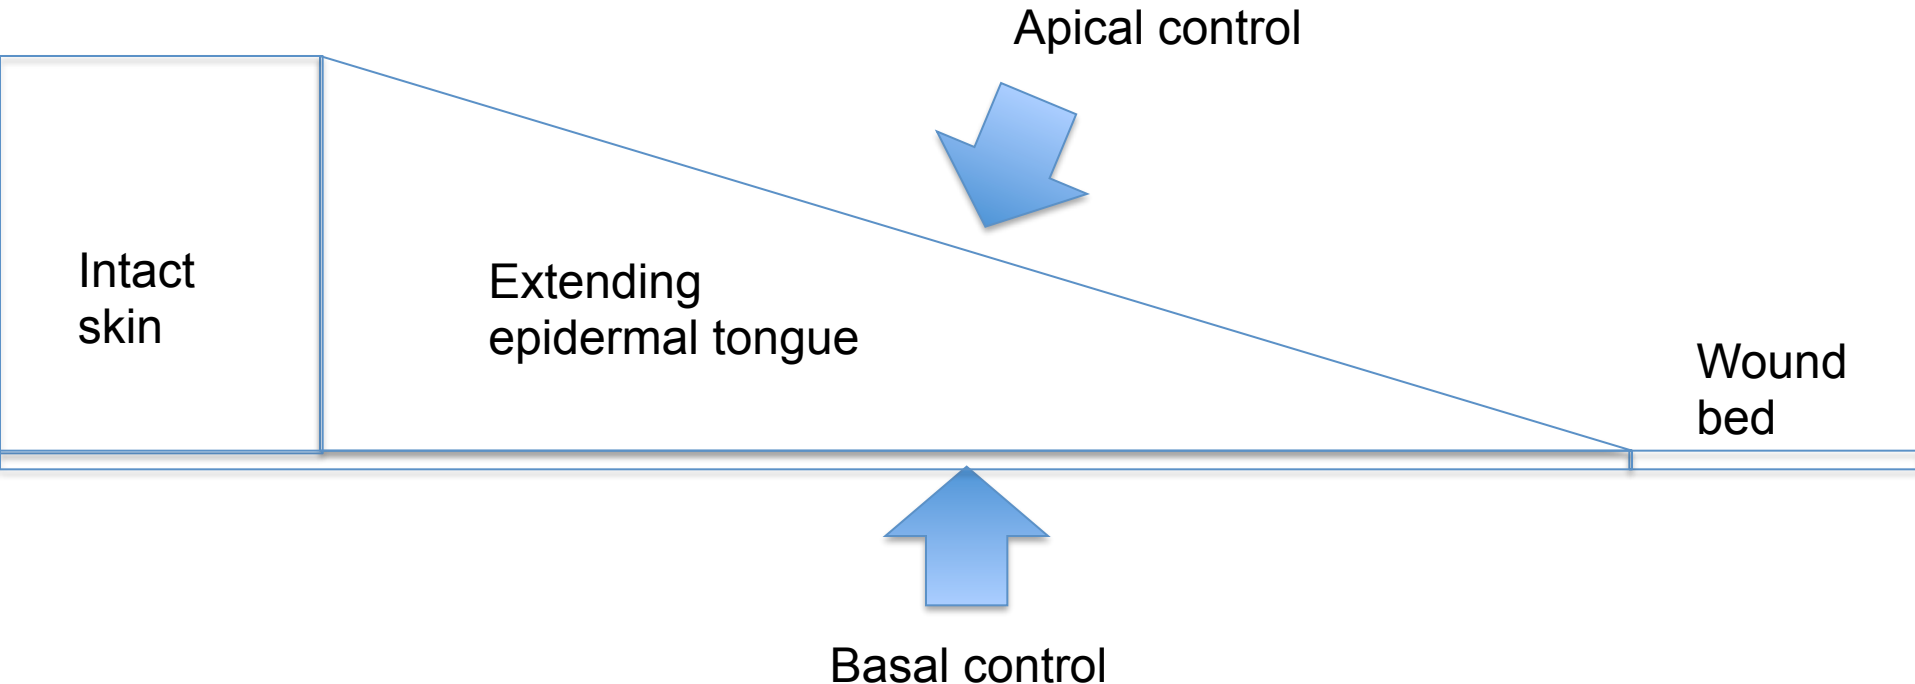 Apical control
Intact
skin
Extending
epidermal tongue
Wound
bed
Basal control